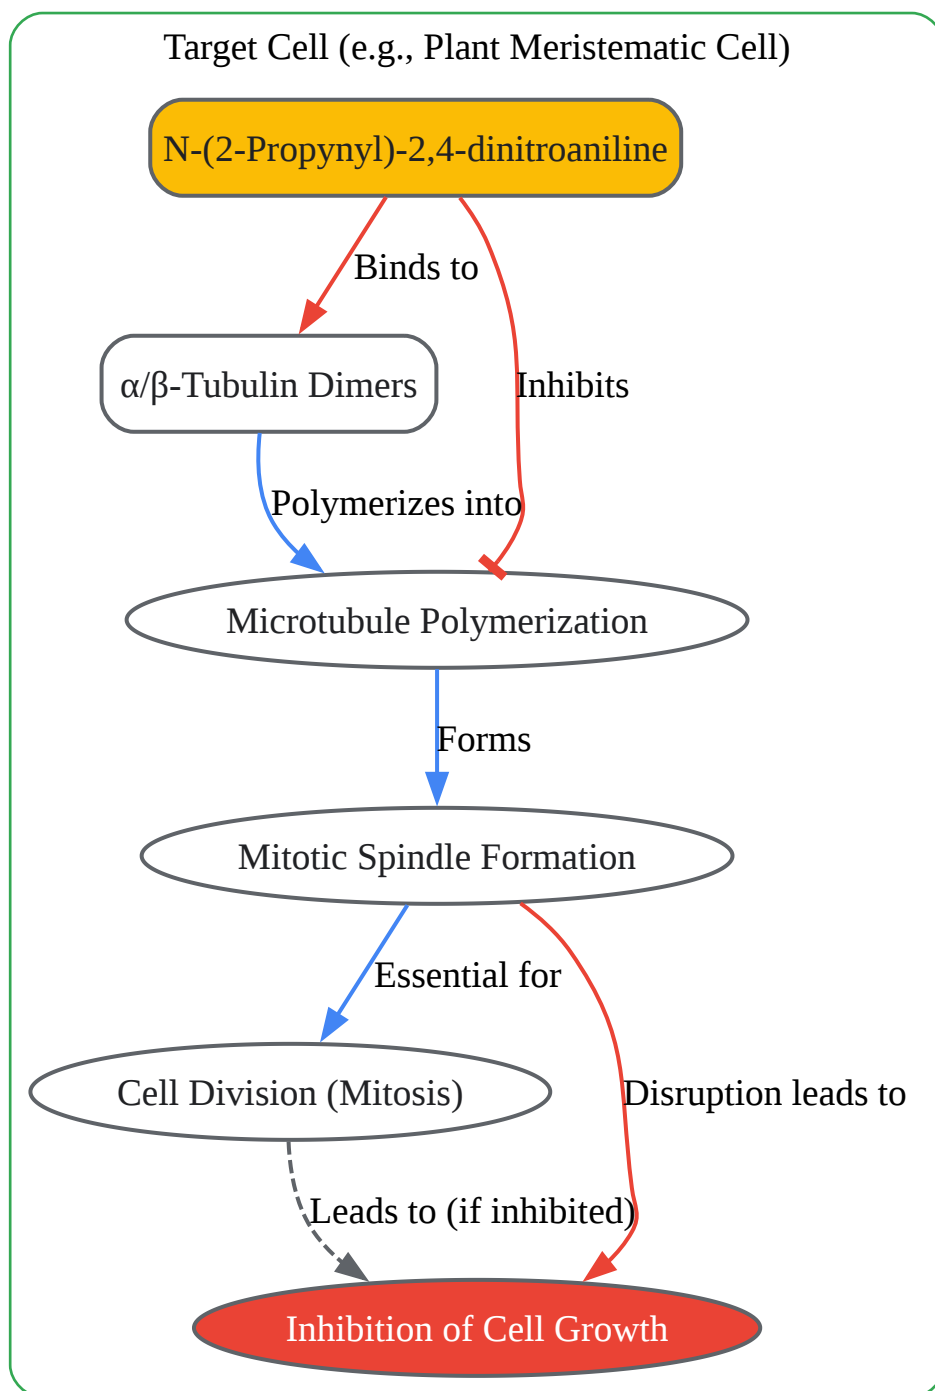 Target Cell (e.g., Plant Meristematic Cell)
N-(2-Propynyl)-2,4-dinitroaniline
Binds to
α/β-Tubulin Dimers
Inhibits
Polymerizes into
Microtubule Polymerization
Forms
Mitotic Spindle Formation
Essential for
Cell Division (Mitosis)
Disruption leads to
Leads to (if inhibited)
Inhibition of Cell Growth